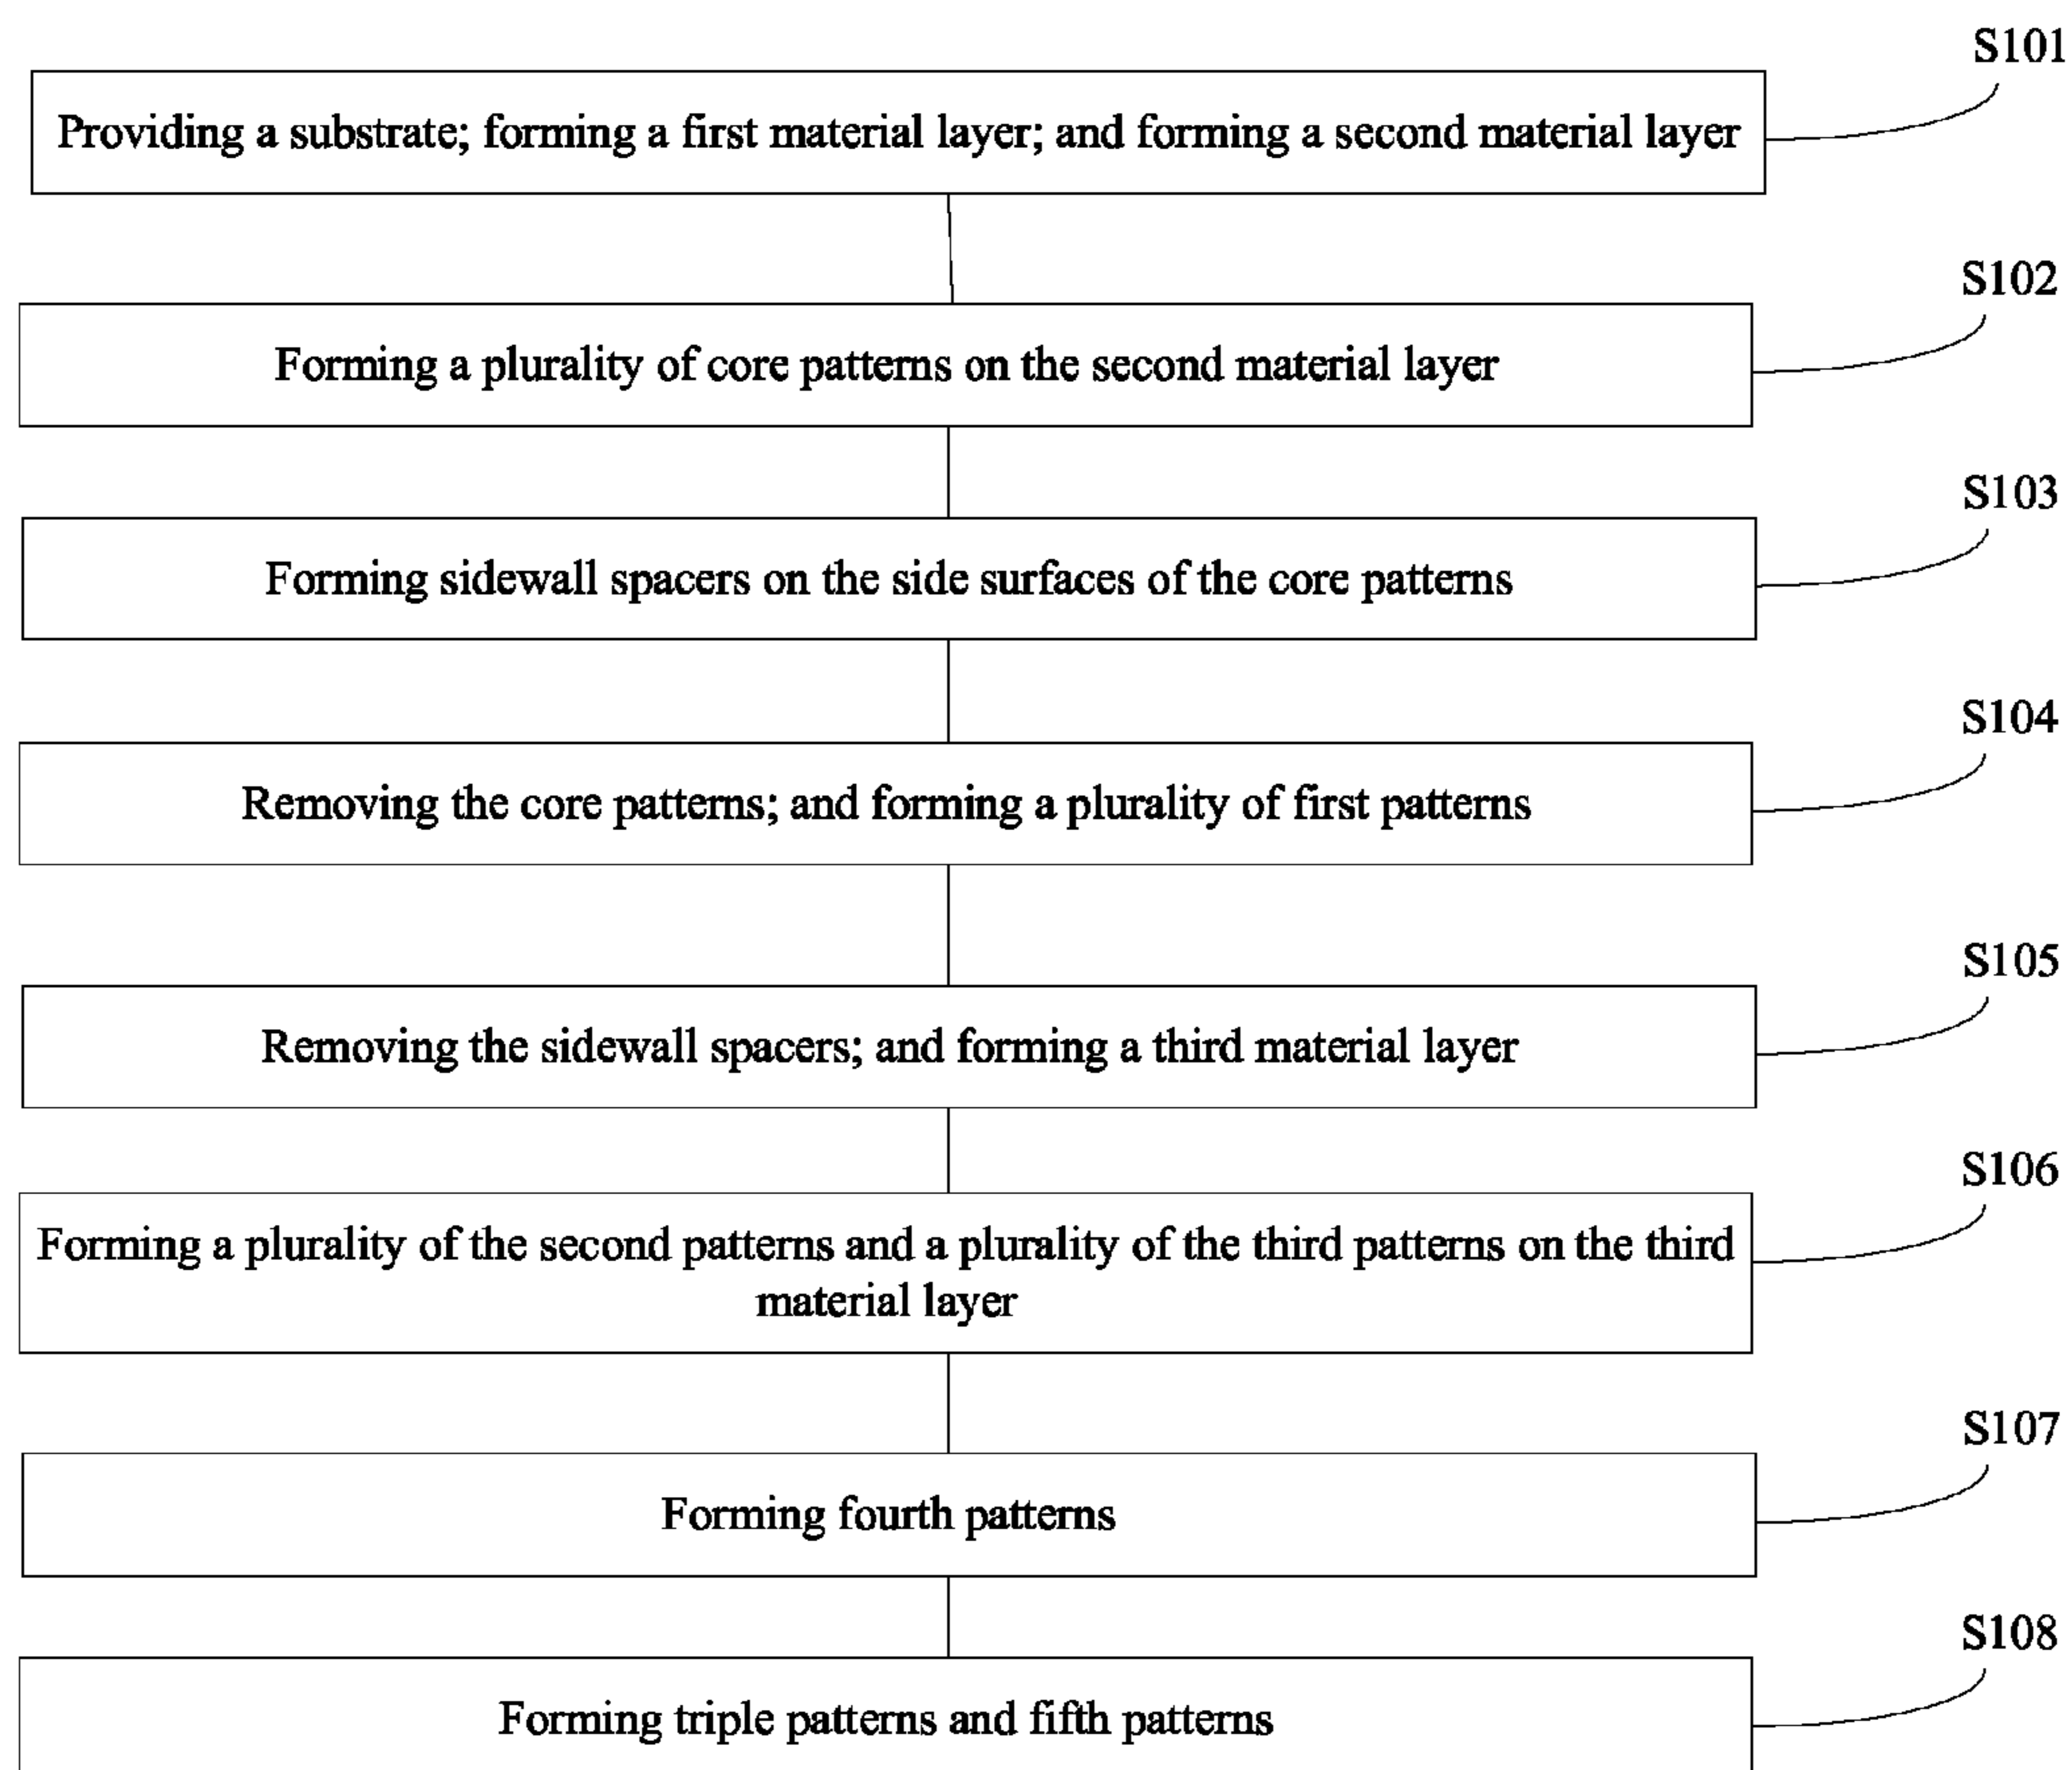 S101
Providing a substrate; forming a first material layer; and forming a second material layer
S102
Forming a plurality of core patterns on the second material layer
S103
Forming sidewall spacers on the side surfaces of the core patterns
S104
Removing the core patterns; and forming a plurality of first patterns
S105
Removing the sidewall spacers; and forming a third material layer
S106
Forming a plurality of the second patterns and a plurality of the third patterns on the third
material layer
S107
Forming fourth patterns
S108
Forming triple patterns and fifth patterns